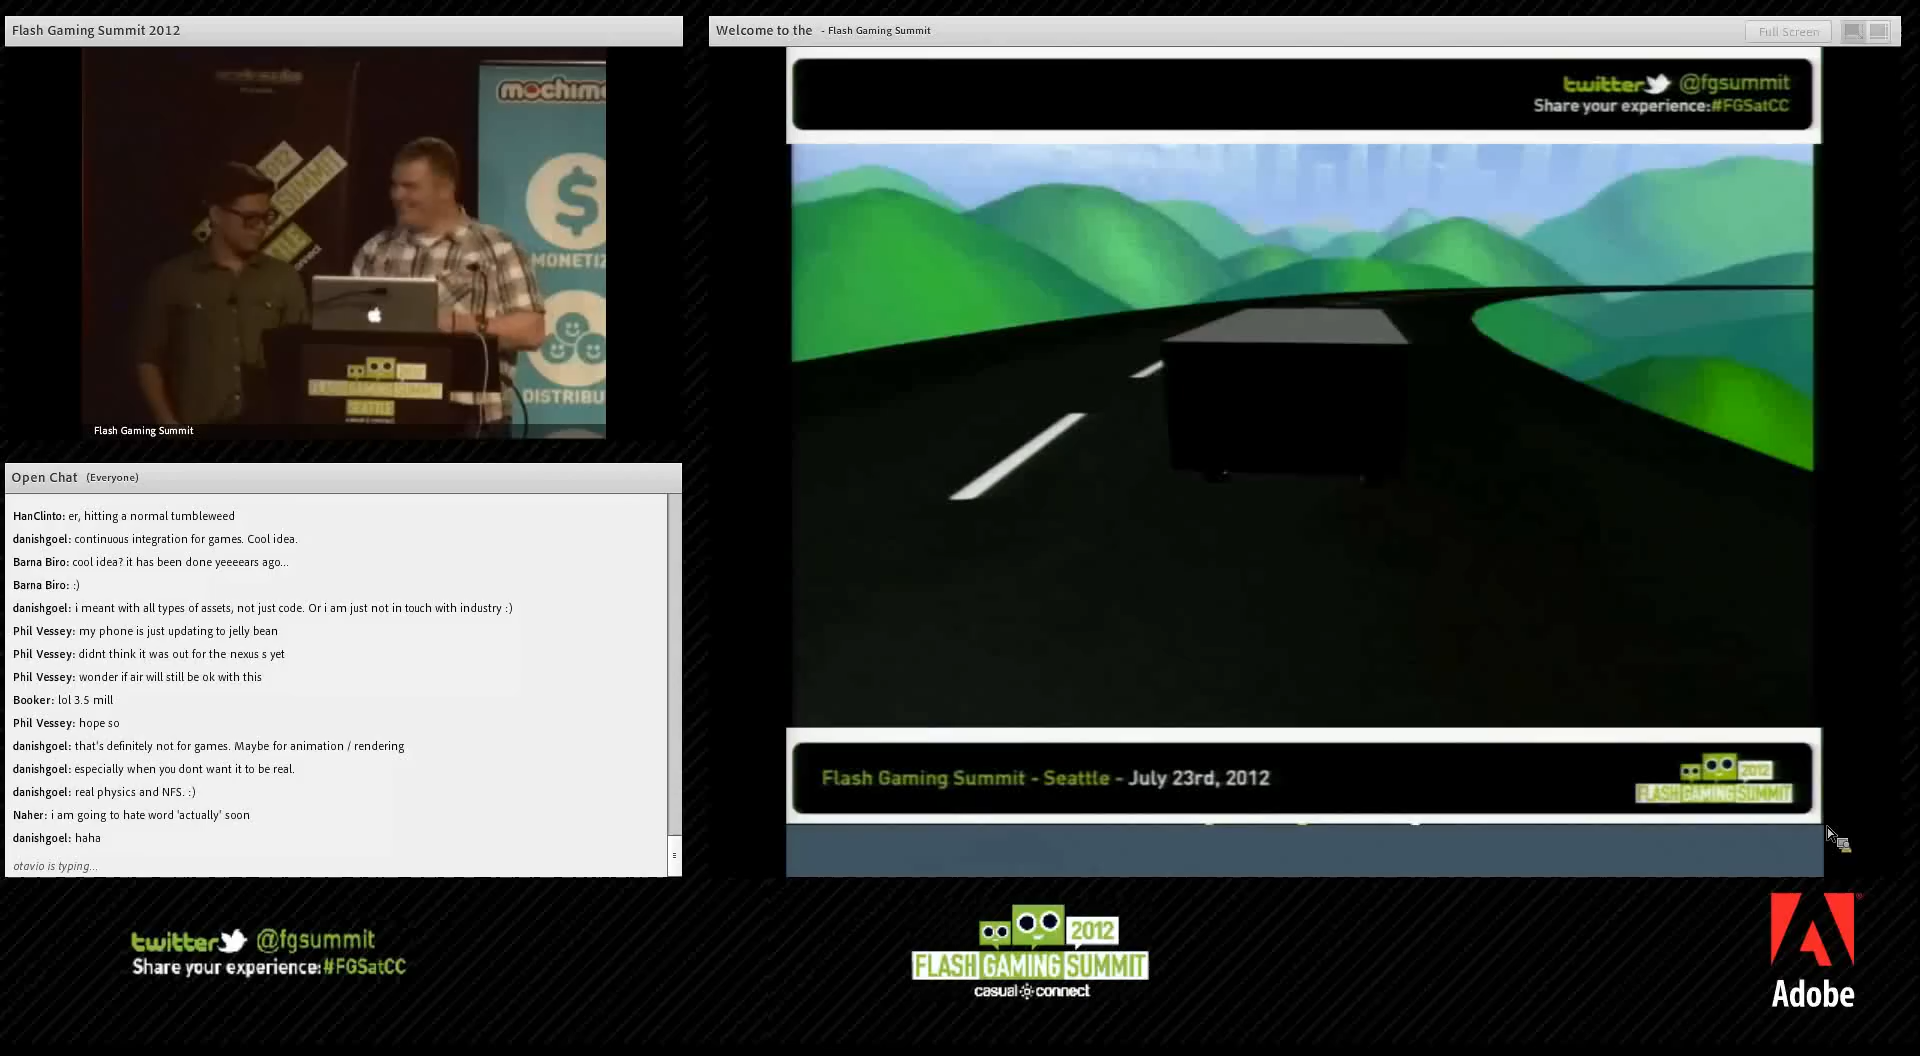 Flash Gaming Summit 2012
mochim
2012
SUMMIT
MONETIZ
DISTRIBU
2012
FLASH GAMING SUMMIT
SEATTLE
Flash Gaming Summit
Open Chat (Everyone)
HanClinto: er, hitting a normal tumbleweed
danishgoel: continuous integration for games. Cool idea.
Barna Biro: cool idea? it has been done yeeeears ago...
Barna Biro: :)
danishgoel: i meant with all types of assets, not just code. Or i am just not in touch with industry :)
Phil Vessey: my phone is just updating to jelly bean
Phil Vessey: didnt think it was out for the nexus s yet
Phil Vessey: wonder if air will still be ok with this
Booker: lol 3.5 mill
Phil Vessey: hope so
danishgoel: that's definitely not for games. Maybe for animation / rendering
danishgoel: especially when you dont want it to be real.
danishgoel: real physics and NFS. :)
Naher: i am going to hate word 'actually' soon
danishgoel: haha
otavio is typing...
Welcome to the - Flash Gaming Summit
Full Screen
twitter @fgsummit
Share your experience:#FGSatCC
Flash Gaming Summit - Seattle - July 23rd, 2012
2012
FLASH GAMING SUMMIT
twitter @fgsummit
Share your experience:#FGSatCC
2012
FLASH GAMING SUMMIT
casual connect
Adobe